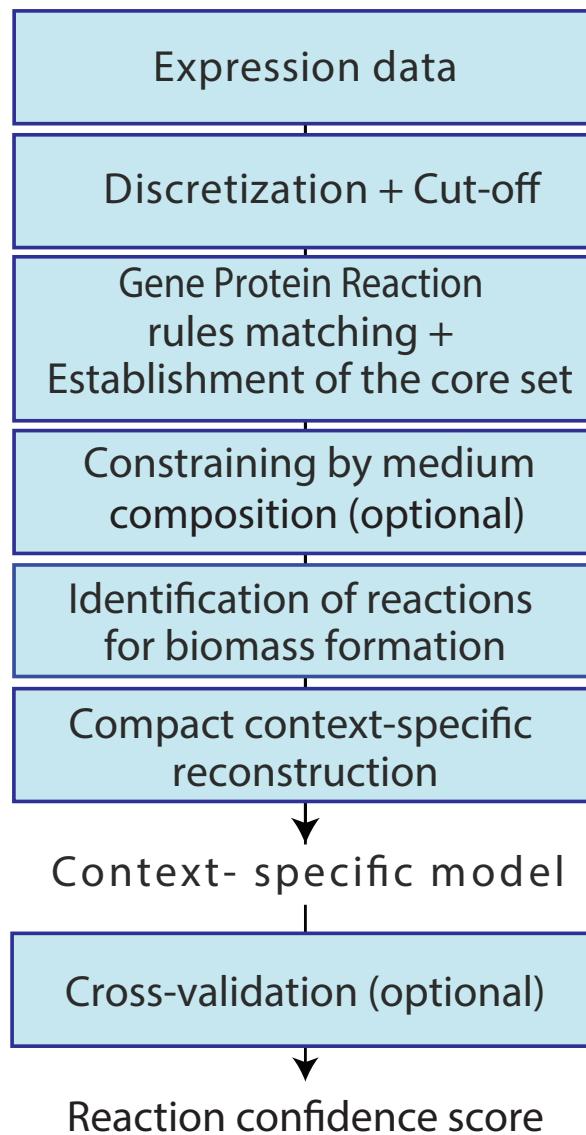 Expression data
Discretization + Cut-off
Gene Protein Reaction
rules matching +
Establishment of the core set
Constraining by medium
composition (optional)
Identification of reactions
for biomass formation
Compact context-specific
reconstruction
Context- specific model
Cross-validation (optional)
Reaction confidence score